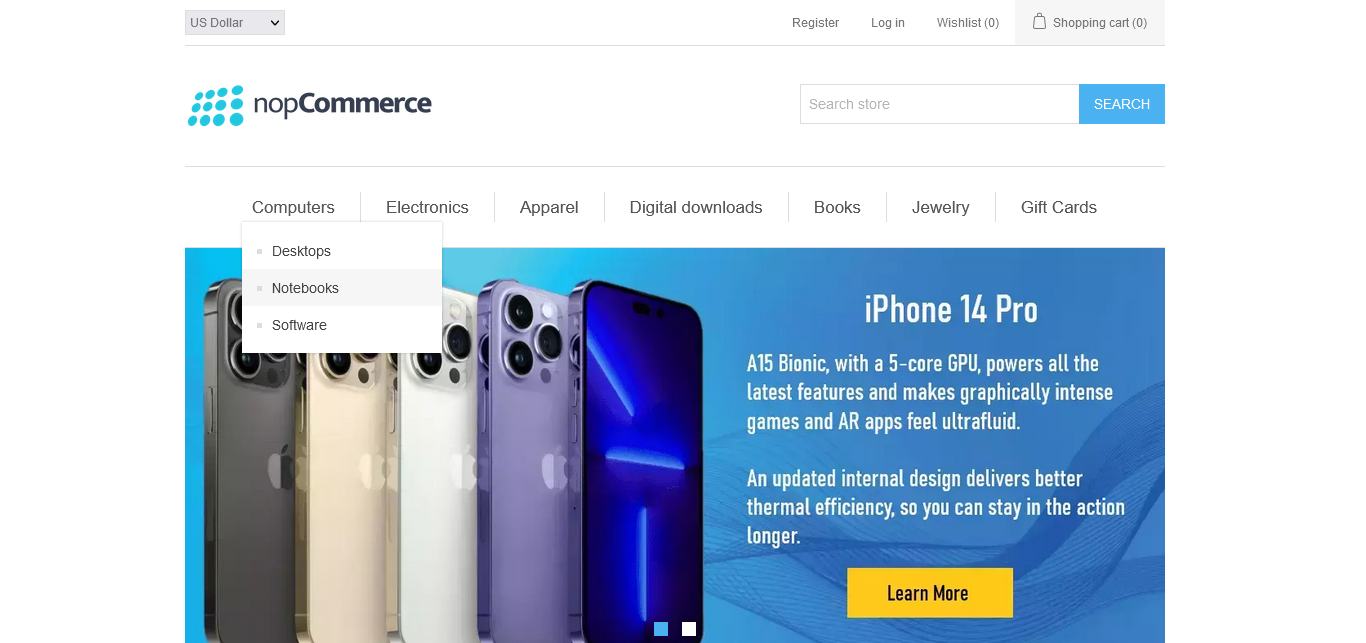 US Dollar
Register
Log in
Wishlist (0)
Shopping cart (0)
nopCommerce
Search store
SEARCH
Computers
Electronics
Apparel
Digital downloads
Books
Jewelry
Gift Cards
Desktops
Notebooks
Software
iPhone 14 Pro
A15 Bionic, with a 5-core GPU, powers all the
latest features and makes graphically intense
games and AR apps feel ultrafluid.
An updated internal design delivers better
thermal efficiency, so you can stay in the action
longer.
Learn More